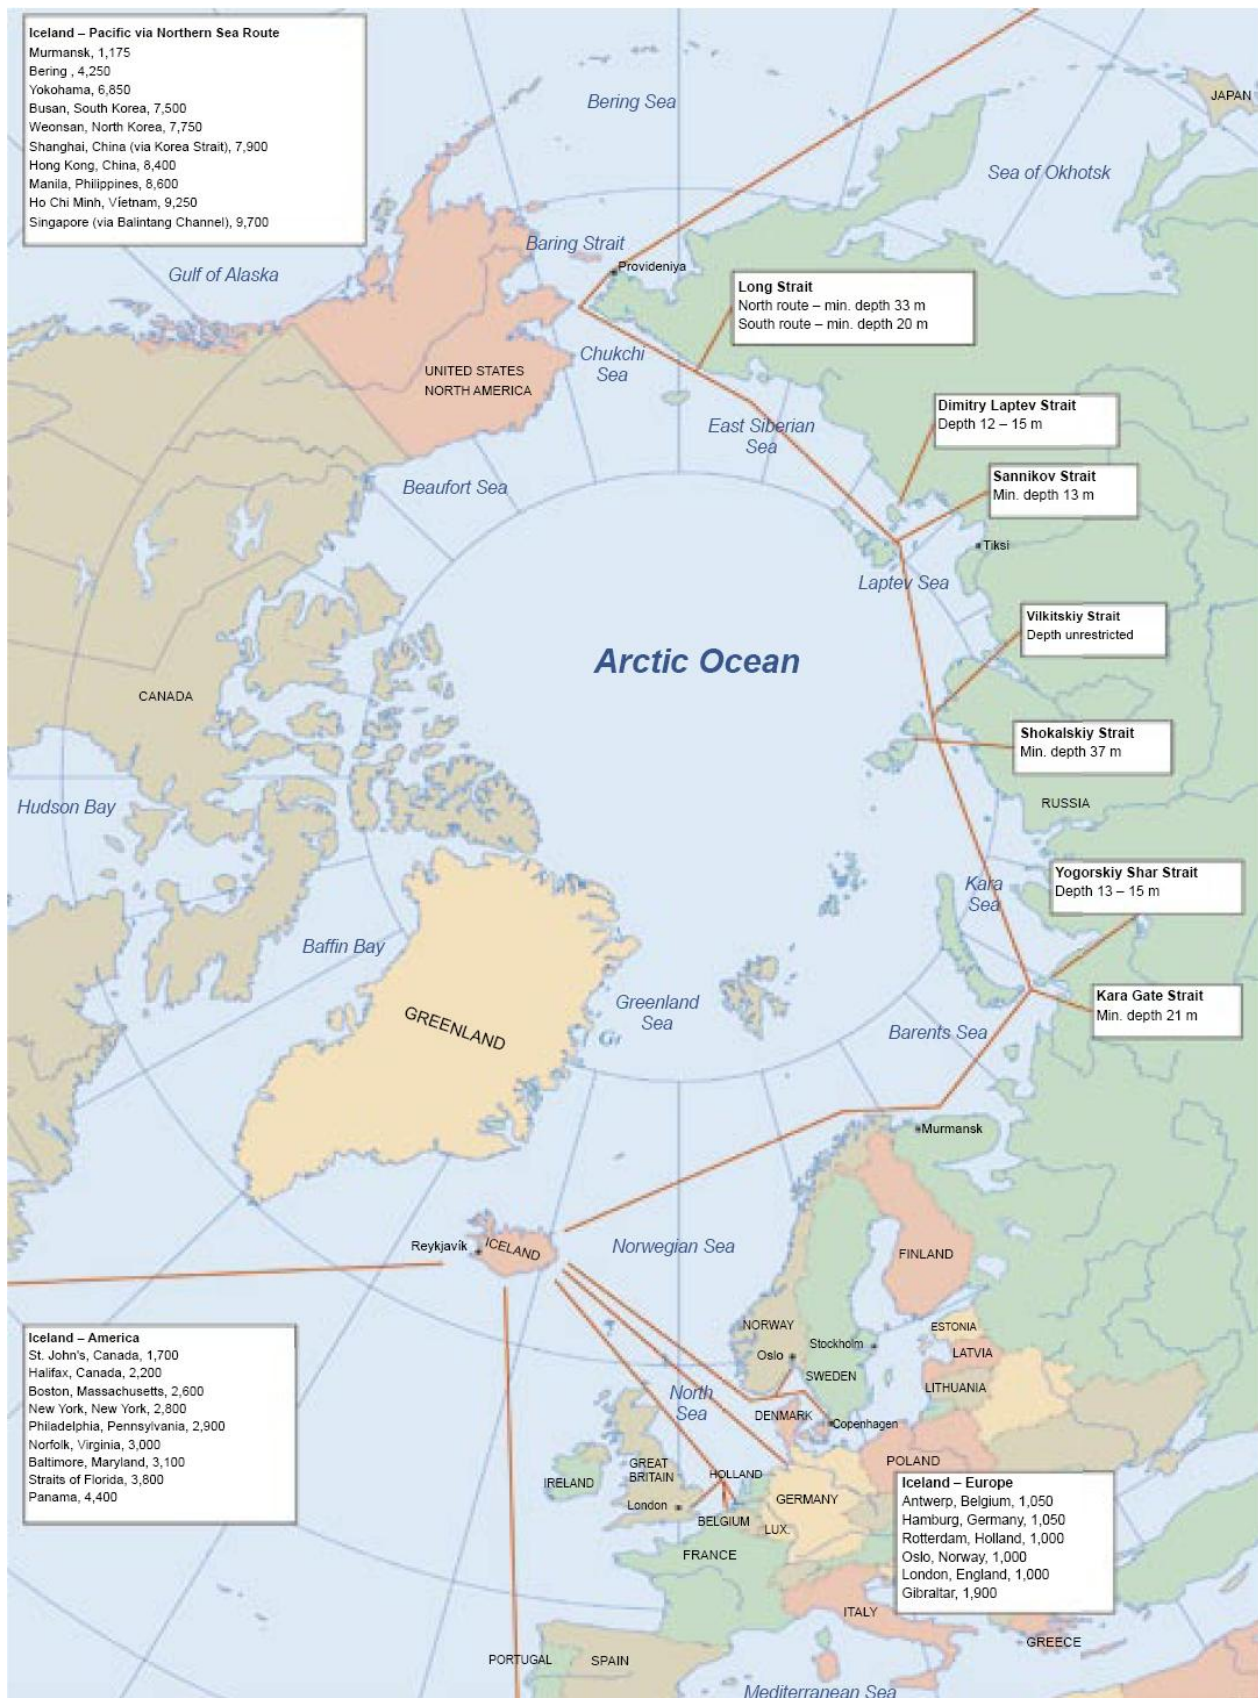 Iceland – Pacific via Northern Sea Route
Murmansk, 1,175
Bering , 4,250
Yokohama, 6,850
Busan, South Korea, 7,500
Weonsan, North Korea, 7,750
Shanghai, China (via Korea Strait), 7,900
Hong Kong, China, 8,400
Manila, Philippines, 8,600
Ho Chi Minh, Víetnam, 9,250
Singapore (via Balintang Channel), 9,700
Bering Sea
JAPAN
Sea of Okhotsk
Baring Strait
Gulf of Alaska
Provideniya
Long Strait
North route – min. depth 33 m
South route – min. depth 20 m
Chukchi
Sea
UNITED STATES
NORTH AMERICA
Dimitry Laptev Strait
Depth 12 – 15 m
East Siberian
Sea
Beaufort Sea
Sannikov Strait
Min. depth 13 m
Tiksi
Laptev Sea
Vilkitskiy Strait
Depth unrestricted
Arctic Ocean
CANADA
Shokalskiy Strait
Min. depth 37 m
Hudson Bay
RUSSIA
Yogorskiy Shar Strait
Depth 13 – 15 m
Kara
Sea
Baffin Bay
Greenland
Sea
GREENLAND
Gr
Kara Gate Strait
Min. depth 21 m
Barents Sea
Murmansk
Reykjavík
ICELAND
Norwegian Sea
FINLAND
Iceland – America
St. John's, Canada, 1,700
Halifax, Canada, 2,200
Boston, Massachusetts, 2,600
New York, New York, 2,800
Philadelphia, Pennsylvania, 2,900
Norfolk, Virginia, 3,000
Baltimore, Maryland, 3,100
Straits of Florida, 3,800
Panama, 4,400
NORWAY
Oslo
Stockholm
SWEDEN
ESTONIA
LATVIA
LITHUANIA
North
Sea
DENMARK
Copenhagen
POLAND
IRELAND
GREAT
BRITAIN
London
HOLLAND
GERMANY
BELGIUM
LUX.
FRANCE
Iceland – Europe
Antwerp, Belgium, 1,050
Hamburg, Germany, 1,050
Rotterdam, Holland, 1,000
Oslo, Norway, 1,000
London, England, 1,000
Gibraltar, 1,900
ITALY
GREECE
PORTUGAL
SPAIN
Mediterranean Sea